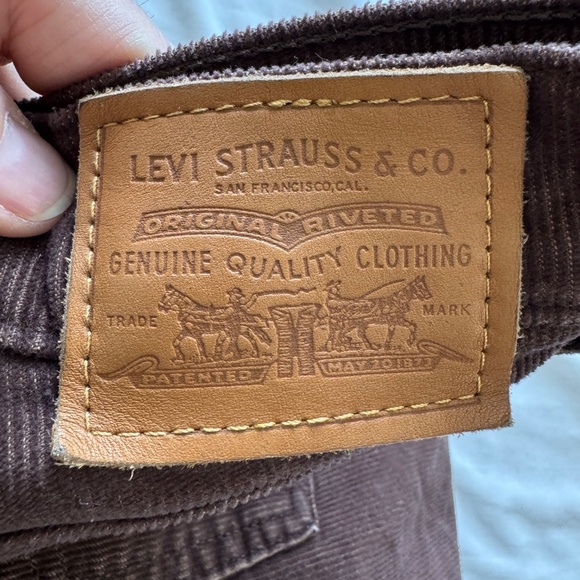 LEVI STRAUSS & CO.
SAN FRANCISCO, CAL.
ORIGINAL RIVETED
GENUINE QUALITY CLOTHING
TRADE MARK
PATENTED MAY 20 1873